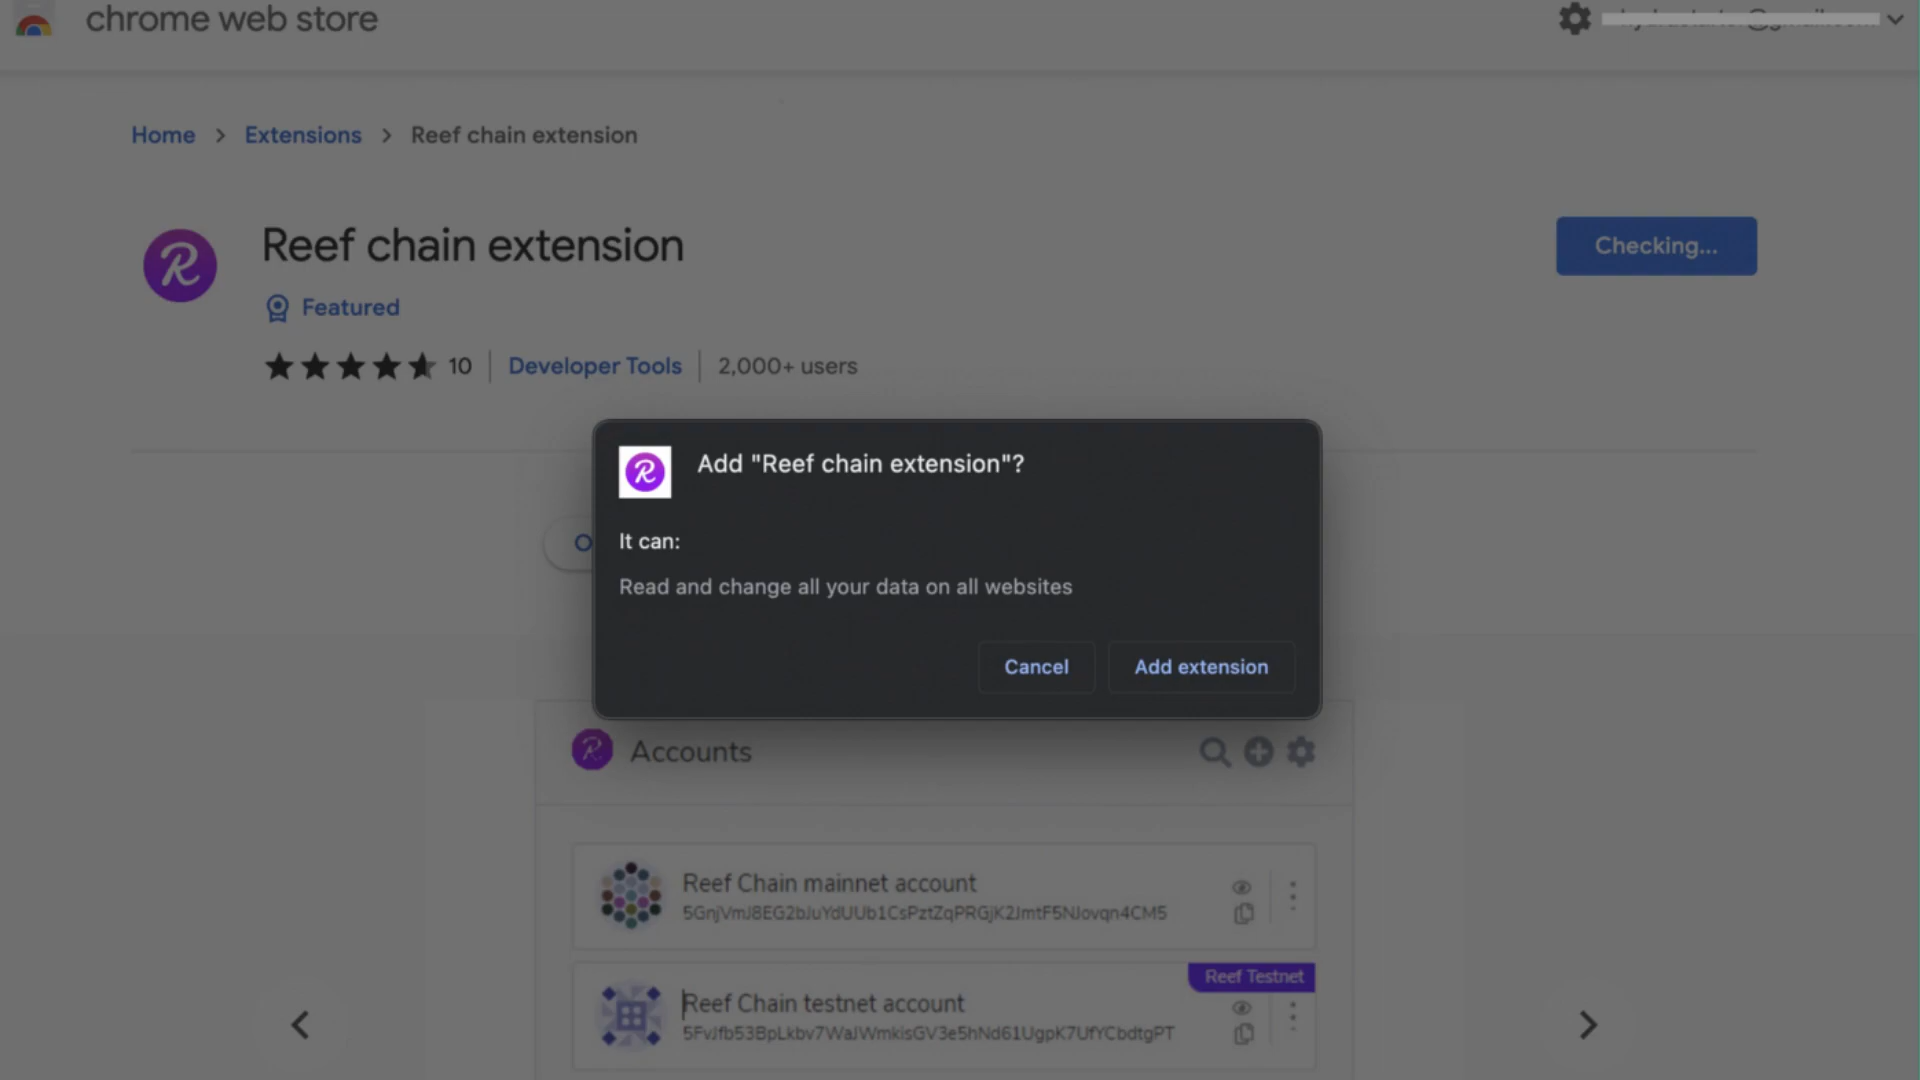 chrome web store
Home > Extensions > Reef chain extension
Reef chain extension
Checking...
Featured
10 | Developer Tools | 2,000+ users
Add "Reef chain extension"?
It can:
Read and change all your data on all websites
Cancel
Add extension
Accounts
Reef Chain mainnet account
5GnjVmJ8EG2bJuYdUUb1CsPztZqPRGjK2JmtF5NJovqn4CM5
Reef Testnet
Reef Chain testnet account
5FvJfb53BpLkbv7WaJWmkisGV3e5hNd61UgpK7UfYCbdtgPT